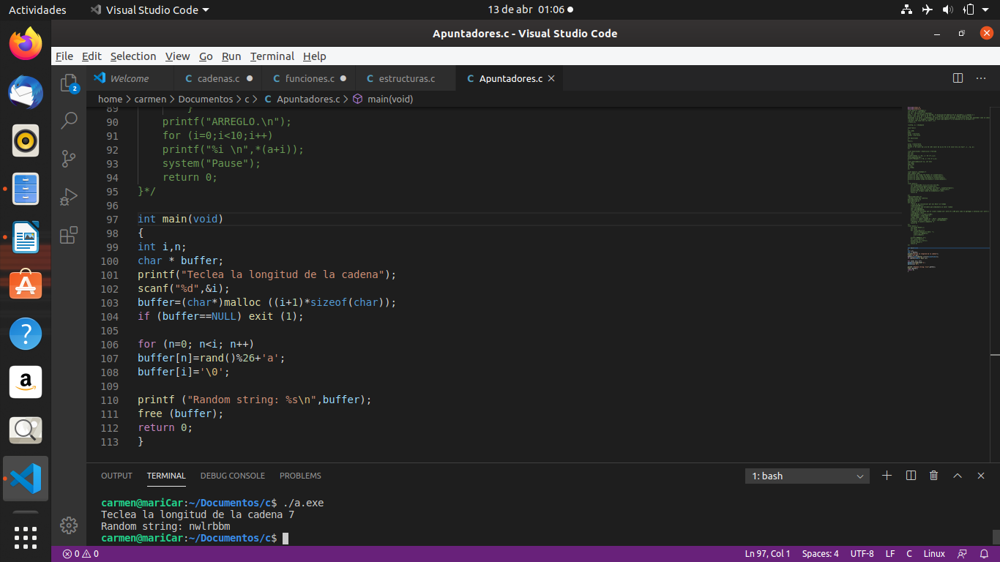 Actividades Visual Studio Code 13 de abr 01:06
Apuntadores.c - Visual Studio Code
File Edit Selection View Go Run Terminal Help
Welcome cadenas.c funciones.c estructuras.c Apuntadores.c
home > carmen > Documentos > c > Apuntadores.c > main(void)
2
89 }
90 printf("ARREGLO.\n");
91 for (i=0;i<10;i++)
92 printf("%i \n",*(a+i));
93 system("Pause");
94 return 0;
95 }*/
96
97 int main(void)
98 {
99 int i,n;
100 char * buffer;
101 printf("Teclea la longitud de la cadena");
102 scanf("%d",&i);
103 buffer=(char*)malloc ((i+1)*sizeof(char));
104 if (buffer==NULL) exit (1);
105
106 for (n=0; n<i; n++)
107 buffer[n]=rand()%26+'a';
108 buffer[i]='\0';
109
110 printf ("Random string: %s\n",buffer);
111 free (buffer);
112 return 0;
113 }
OUTPUT TERMINAL DEBUG CONSOLE PROBLEMS 1: bash
carmen@mariCar:~/Documentos/c$ ./a.exe
Teclea la longitud de la cadena 7
Random string: nwlrbbm
carmen@mariCar:~/Documentos/c$
0 0 Ln 97, Col 1 Spaces: 4 UTF-8 LF C Linux